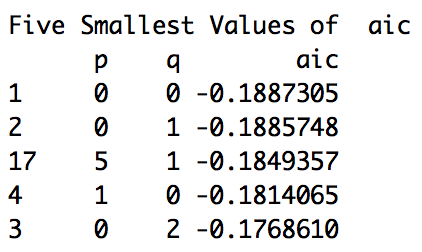 Five Smallest Values of  aic
      p    q        aic
1     0    0 -0.1887305
2     0    1 -0.1885748
17    5    1 -0.1849357
4     1    0 -0.1814065
3     0    2 -0.1768610